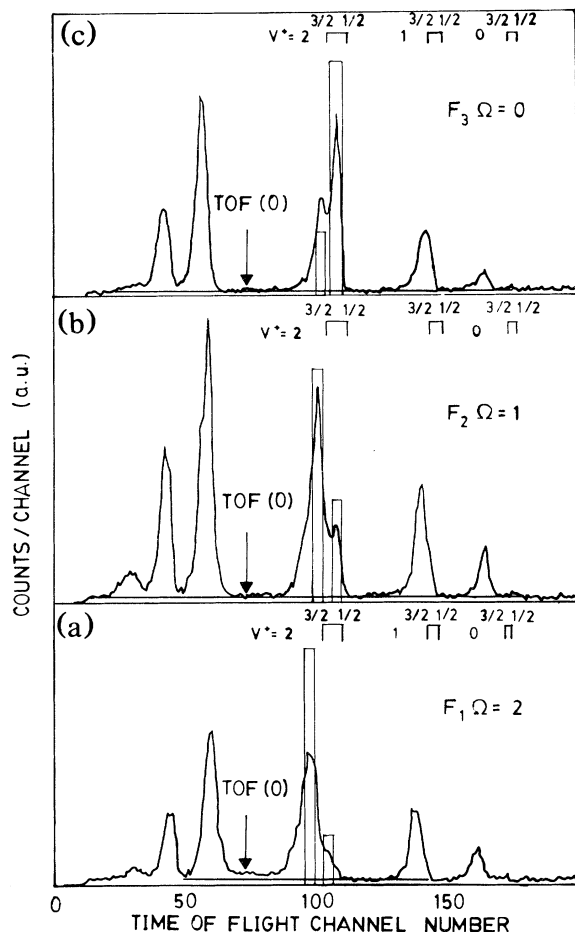 (c)
3/2 1/2 3/2 1/2 3/2 1/2
V⁺= 2 1 0
F₃ Ω = 0
TOF (0)
(b)
3/2 1/2 3/2 1/2 3/2 1/2
V⁺= 2 1 0
F₂ Ω = 1
TOF (0)
(a)
3/2 1/2 3/2 1/2 3/2 1/2
V⁺= 2 1 0
F₁ Ω = 2
TOF (0)
COUNTS / CHANNEL (a.u.)
0 50 100 150
TIME OF FLIGHT CHANNEL NUMBER